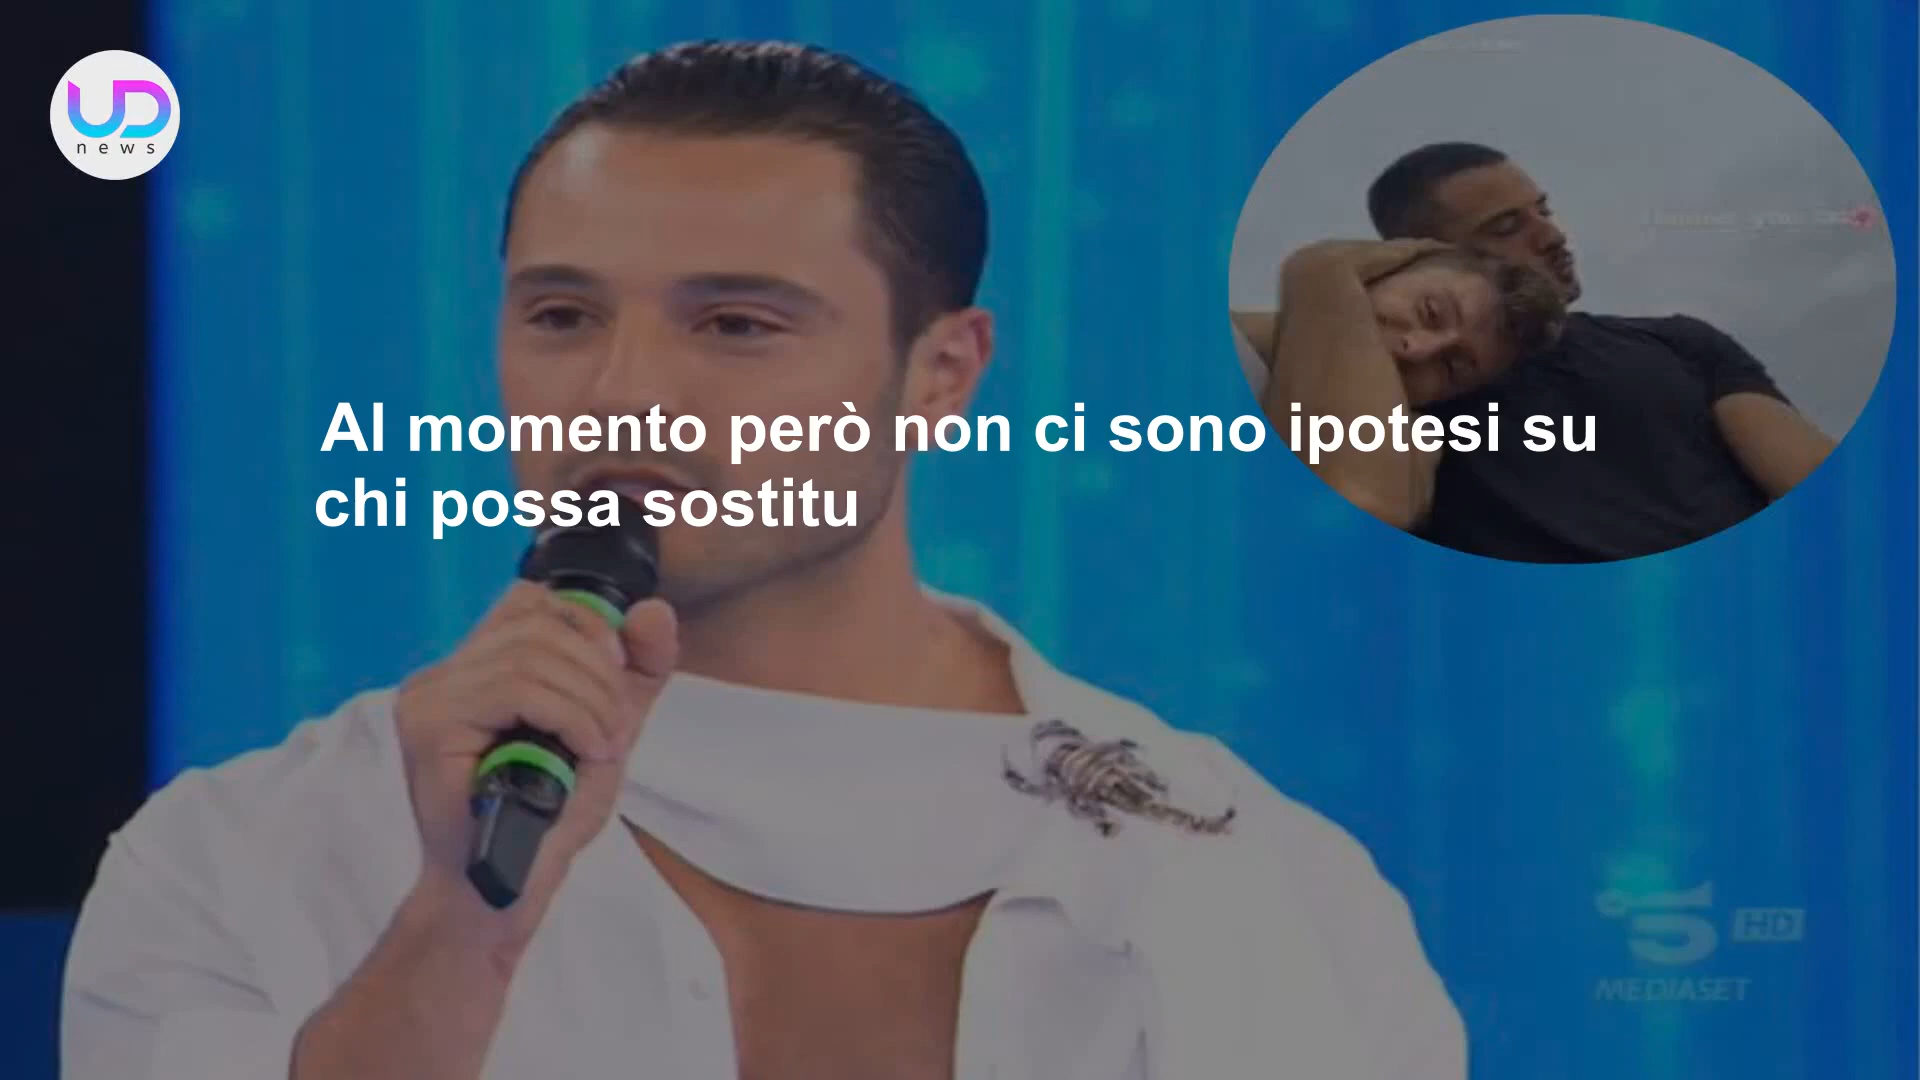 UD
news
Al momento però non ci sono ipotesi su
chi possa sostitu
5 HD
MEDIASET